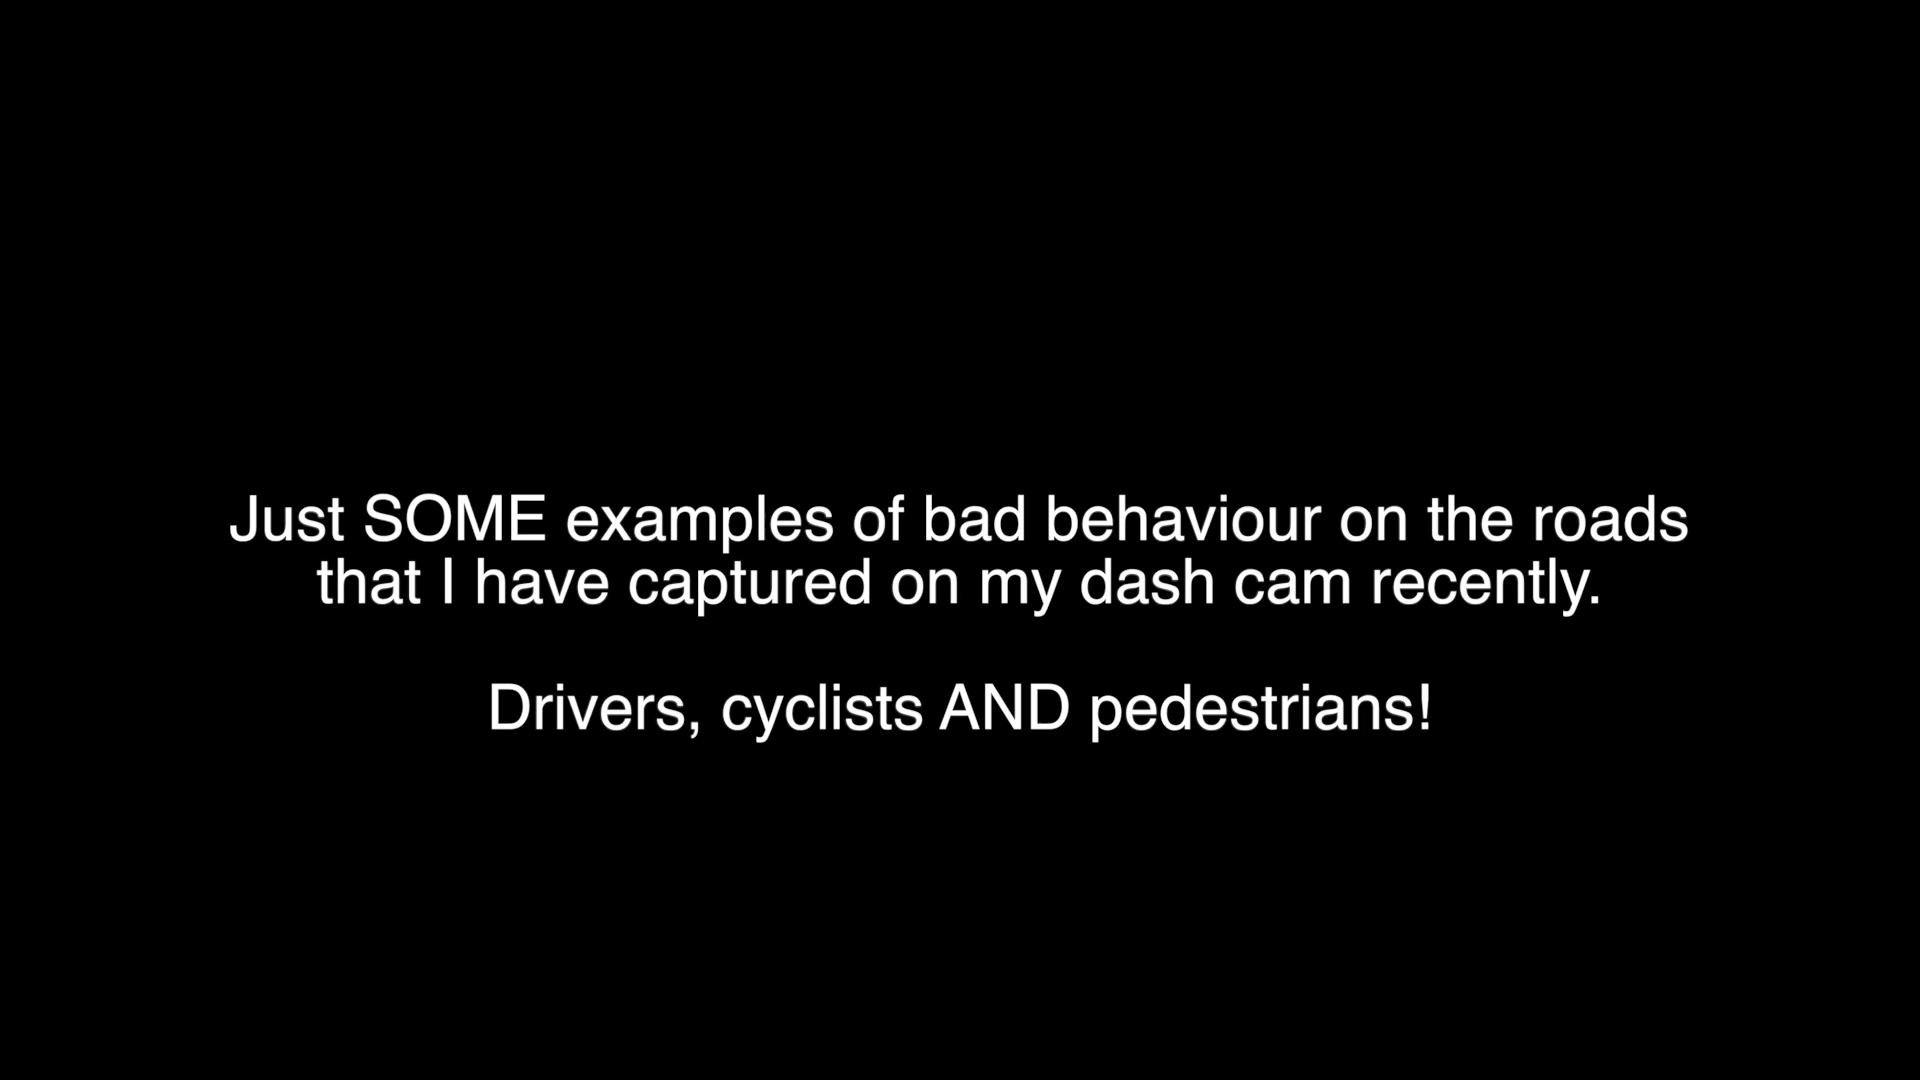 Just SOME examples of bad behaviour on the roads
that I have captured on my dash cam recently.
Drivers, cyclists AND pedestrians!